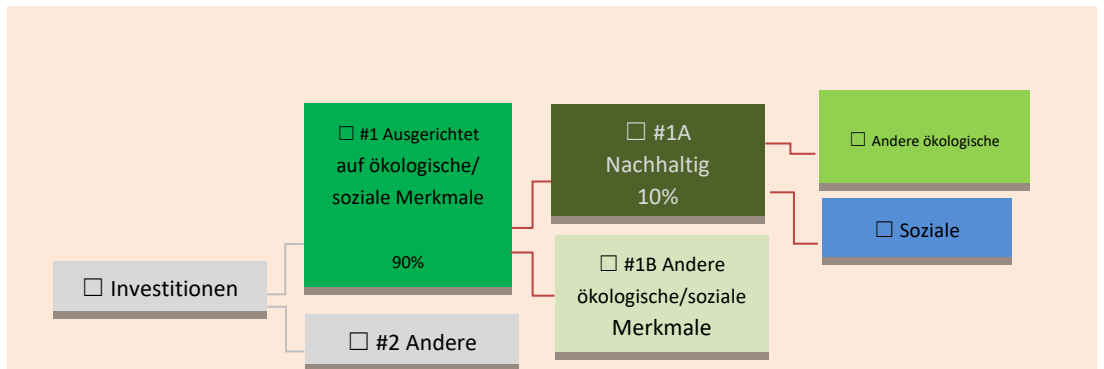 ☐ Investitionen
☐ #1 Ausgerichtet
auf ökologische/
soziale Merkmale
90%
☐ #2 Andere
☐ #1A
Nachhaltig
10%
☐ #1B Andere
ökologische/soziale
Merkmale
☐ Andere ökologische
☐ Soziale